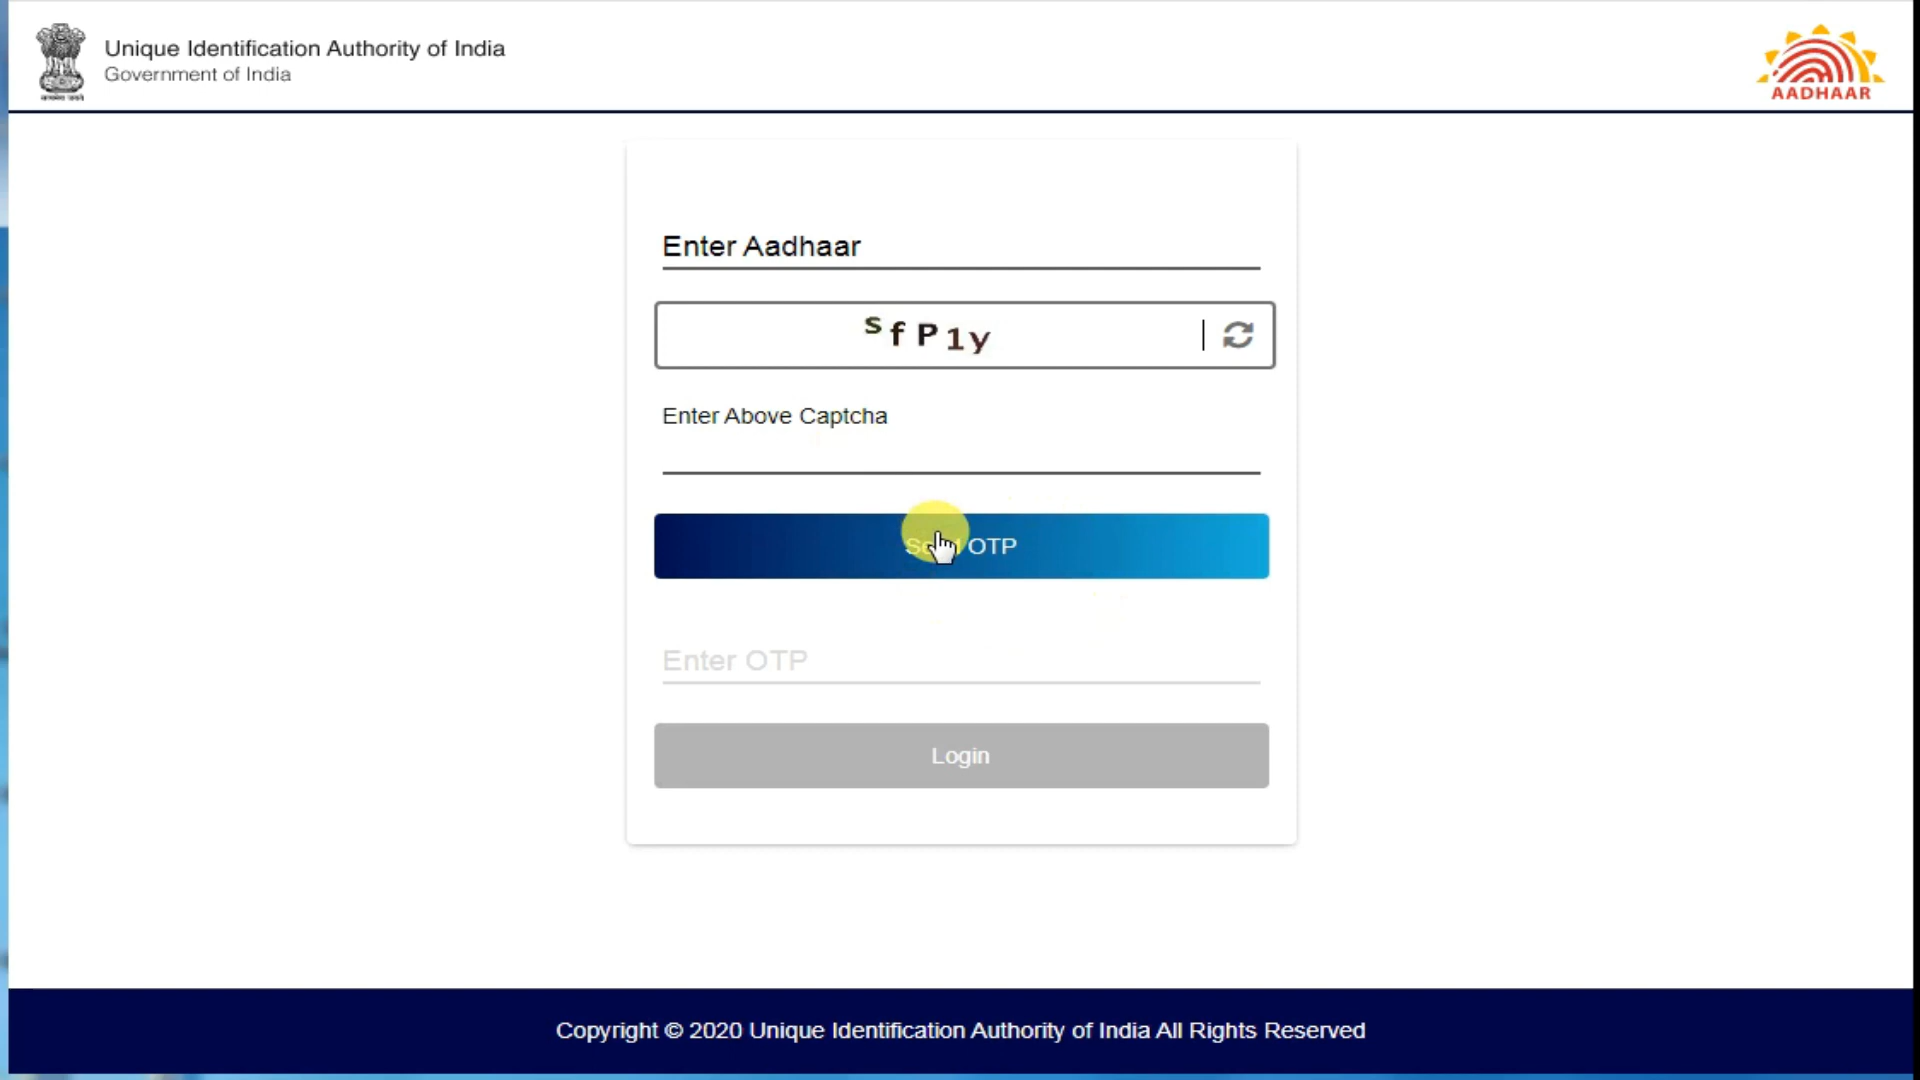 Unique Identification Authority of India
Government of India
AADHAAR
Enter Aadhaar
SfP1y
Enter Above Captcha
Send OTP
Enter OTP
Login
Copyright © 2020 Unique Identification Authority of India All Rights Reserved